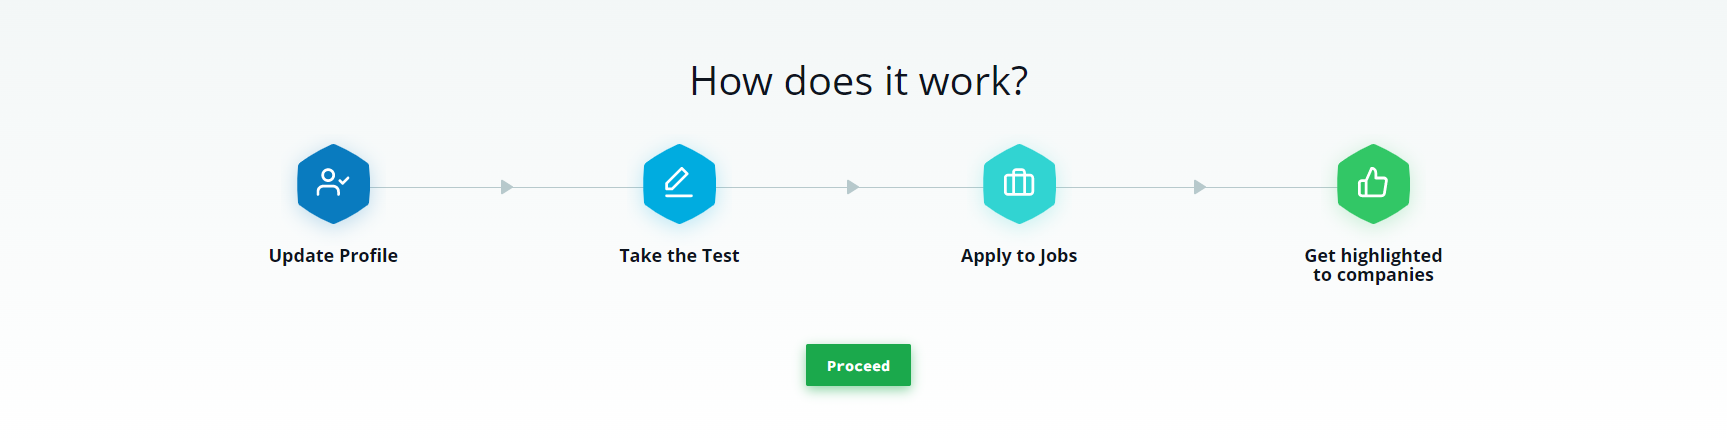 How does it work?
Update Profile
Take the Test
Apply to Jobs
Get highlighted
to companies
Proceed